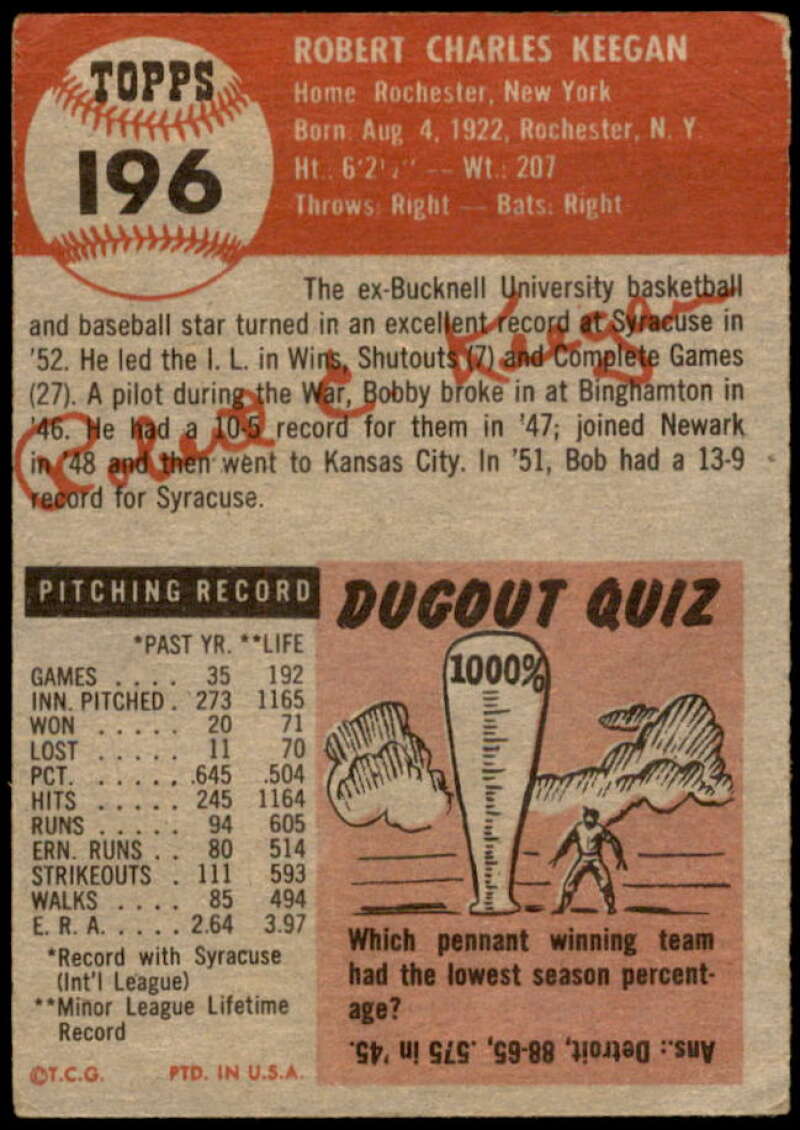 TOPPS
196
ROBERT CHARLES KEEGAN
Home Rochester, New York
Born: Aug 4, 1922, Rochester, N. Y.
Ht.: 6'2½" -- Wt.: 207
Throws: Right — Bats: Right
The ex-Bucknell University basketball
and baseball star turned in an excellent record at Syracuse in
'52. He led the I. L. in Wins, Shutouts (7) and Complete Games
(27). A pilot during the War, Bobby broke in at Binghamton in
'46. He had a 10-5 record for them in '47; joined Newark
in '48 and then went to Kansas City. In '51, Bob had a 13-9
record for Syracuse.
Robert C. Keegan
PITCHING RECORD
*PAST YR. **LIFE
GAMES . . . . 35 192
INN. PITCHED . 273 1165
WON . . . . . 20 71
LOST . . . . . 11 70
PCT. . . . . . .645 .504
HITS . . . . . 245 1164
RUNS . . . . . 94 605
ERN. RUNS . . 80 514
STRIKEOUTS . 111 593
WALKS . . . . 85 494
E. R. A. . . . . 2.64 3.97
*Record with Syracuse
(Int'l League)
**Minor League Lifetime
Record
©T.C.G. PTD. IN U.S.A.
DUGOUT QUIZ
1000%
Which pennant winning team
had the lowest season percent-
age?
Ans.: Detroit, 88-65, .575 in '45.